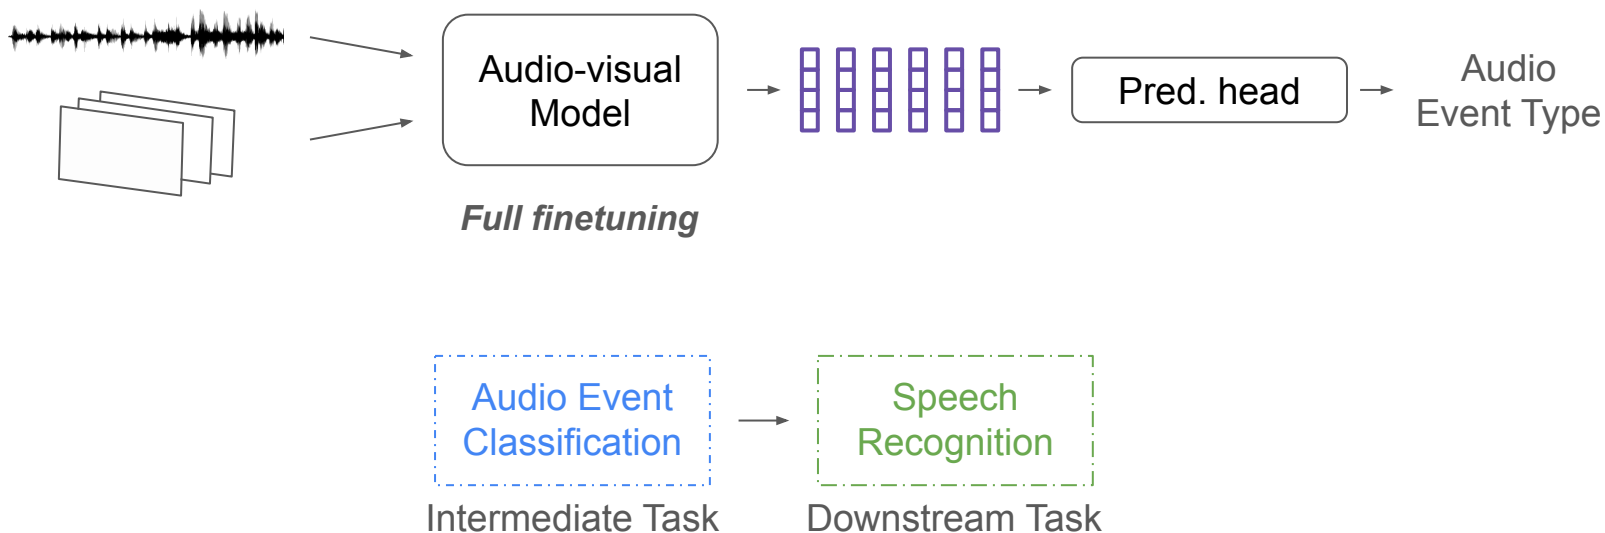 Audio-visual
Model
Pred. head
Audio
Event Type
Full finetuning
Audio Event
Classification
Speech
Recognition
Intermediate Task
Downstream Task